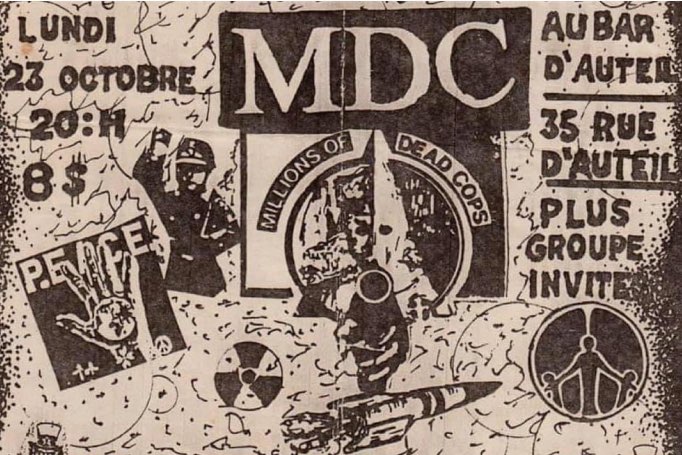 LUNDI
23 OCTOBRE
20:H
8$
MDC
MILLIONS OF DEAD COPS
P.E.A.C.E.
AU BAR
D'AUTEIL
35 RUE
D'AUTEIL
PLUS
GROUPE
INVITE